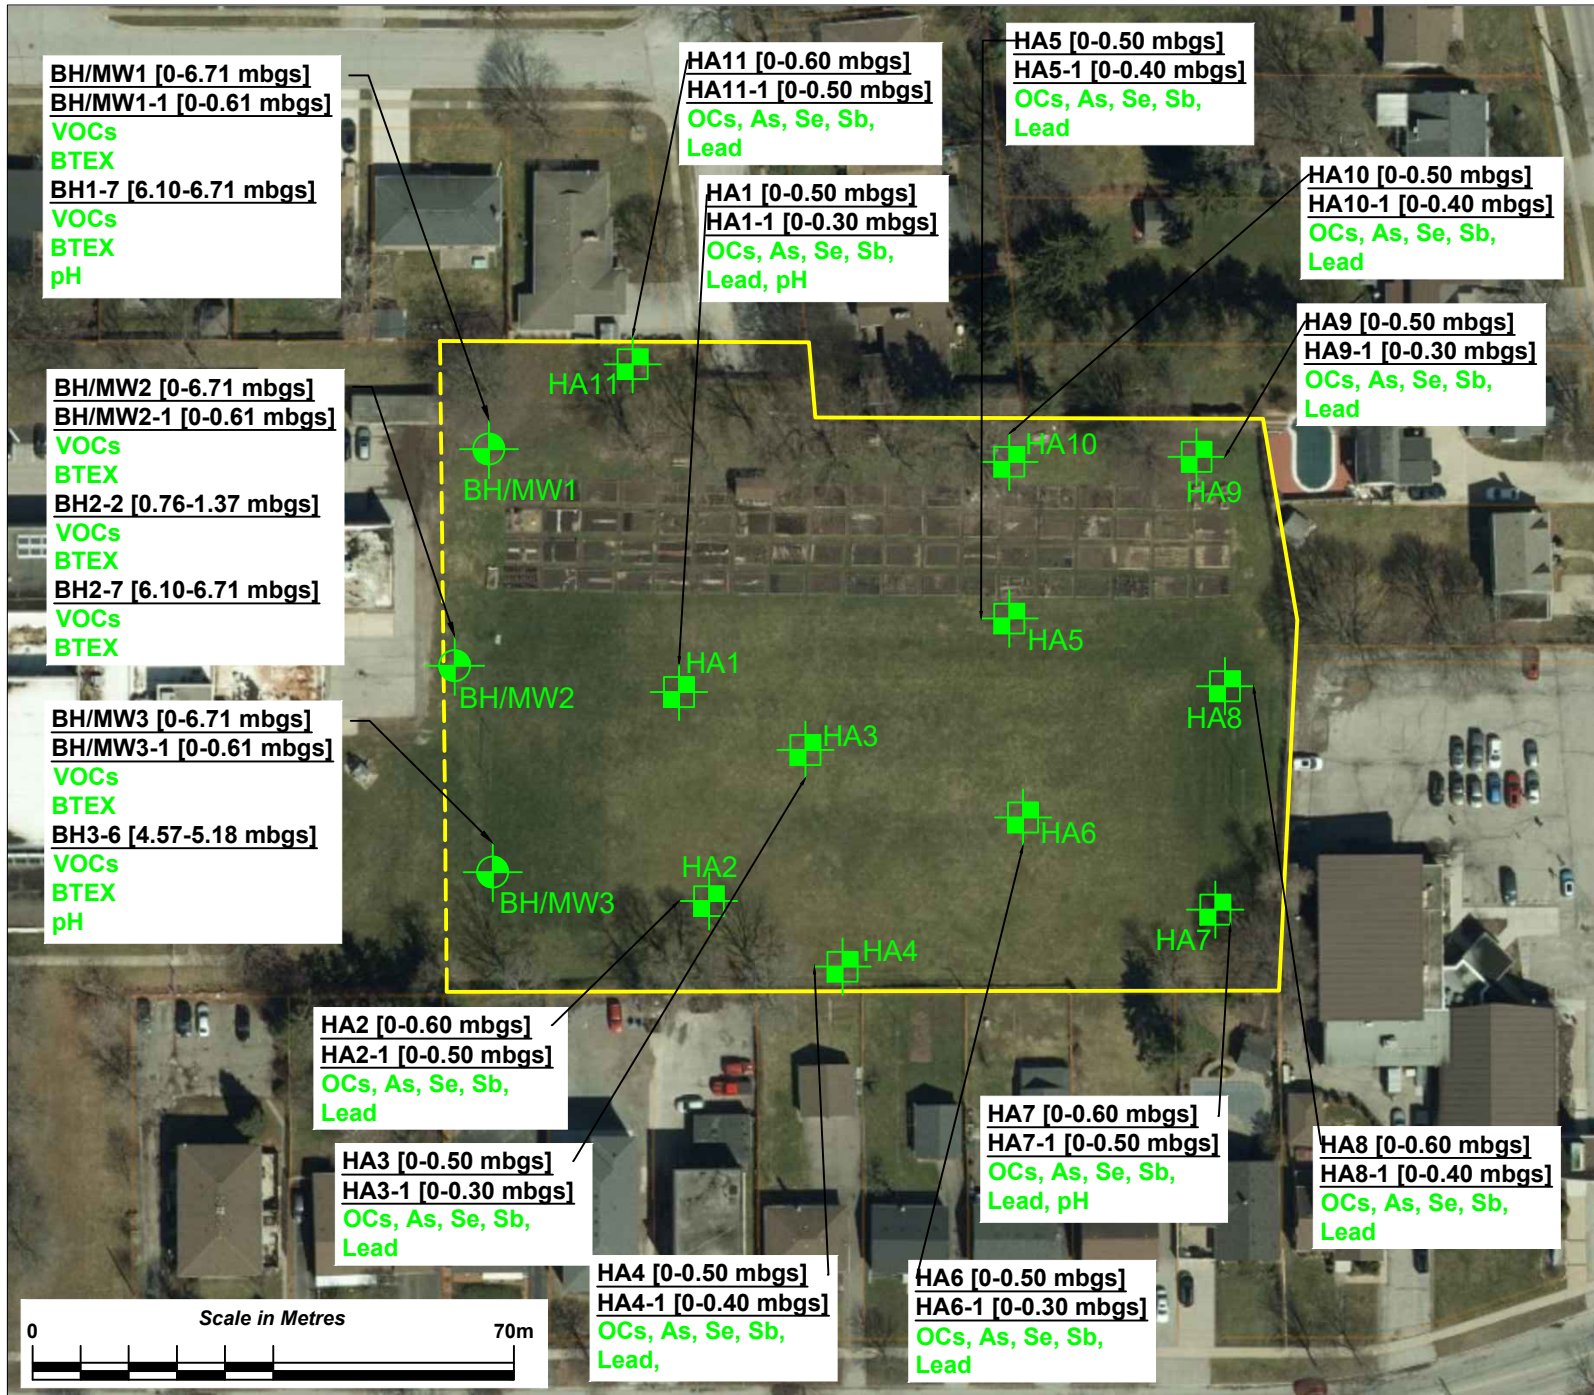 BH/MW1 [0-6.71 mbgs]
BH/MW1-1 [0-0.61 mbgs]
VOCs
BTEX
BH1-7 [6.10-6.71 mbgs]
VOCs
BTEX
pH
HA11 [0-0.60 mbgs]
HA11-1 [0-0.50 mbgs]
OCs, As, Se, Sb,
Lead
HA5 [0-0.50 mbgs]
HA5-1 [0-0.40 mbgs]
OCs, As, Se, Sb,
Lead
HA1 [0-0.50 mbgs]
HA1-1 [0-0.30 mbgs]
OCs, As, Se, Sb,
Lead, pH
HA10 [0-0.50 mbgs]
HA10-1 [0-0.40 mbgs]
OCs, As, Se, Sb,
Lead
HA9 [0-0.50 mbgs]
HA9-1 [0-0.30 mbgs]
OCs, As, Se, Sb,
Lead
BH/MW2 [0-6.71 mbgs]
BH/MW2-1 [0-0.61 mbgs]
VOCs
BTEX
BH2-2 [0.76-1.37 mbgs]
VOCs
BTEX
BH2-7 [6.10-6.71 mbgs]
VOCs
BTEX
HA11
HA10
HA9
BH/MW1
HA5
HA1
BH/MW2
HA8
HA3
HA6
HA2
BH/MW3
HA7
HA4
BH/MW3 [0-6.71 mbgs]
BH/MW3-1 [0-0.61 mbgs]
VOCs
BTEX
BH3-6 [4.57-5.18 mbgs]
VOCs
BTEX
pH
HA2 [0-0.60 mbgs]
HA2-1 [0-0.50 mbgs]
OCs, As, Se, Sb,
Lead
HA3 [0-0.50 mbgs]
HA3-1 [0-0.30 mbgs]
OCs, As, Se, Sb,
Lead
HA7 [0-0.60 mbgs]
HA7-1 [0-0.50 mbgs]
OCs, As, Se, Sb,
Lead, pH
HA8 [0-0.60 mbgs]
HA8-1 [0-0.40 mbgs]
OCs, As, Se, Sb,
Lead
HA4 [0-0.50 mbgs]
HA4-1 [0-0.40 mbgs]
OCs, As, Se, Sb,
Lead,
HA6 [0-0.50 mbgs]
HA6-1 [0-0.30 mbgs]
OCs, As, Se, Sb,
Lead
Scale in Metres
0 70m